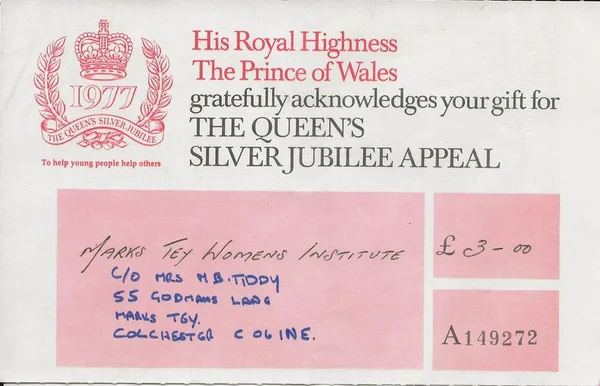 1977
THE QUEEN'S SILVER JUBILEE
To help young people help others
His Royal Highness
The Prince of Wales
gratefully acknowledges your gift for
THE QUEEN'S
SILVER JUBILEE APPEAL
MARKS TEY WOMENS INSTITUTE
C/O MRS M B. TIDDY
55 GODMANS LANE
MARKS TEY.
COLCHESTER C O6 1NE.
£ 3-00
A149272